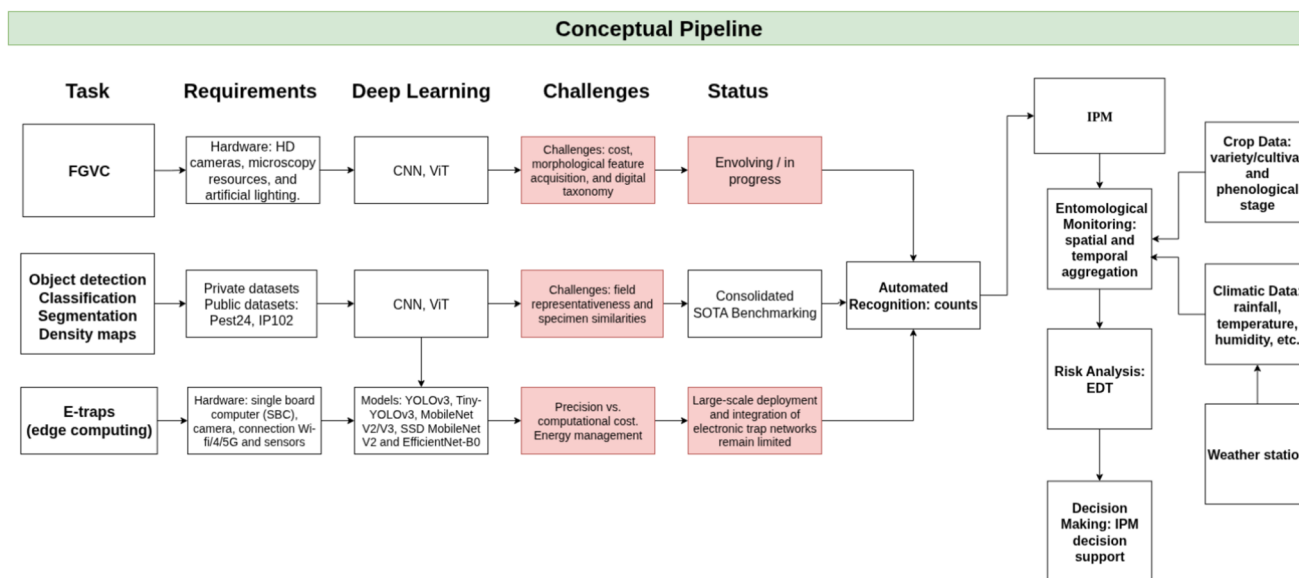 Conceptual Pipeline
Task
Requirements
Deep Learning
Challenges
Status
FGVC
Hardware: HD
cameras, microscopy
resources, and
artificial lighting.
CNN, ViT
Challenges: cost,
morphological feature
acquisition, and digital
taxonomy
Envolving / in
progress
Object detection
Classification
Segmentation
Density maps
Private datasets
Public datasets:
Pest24, IP102
CNN, ViT
Challenges: field
representativeness and
specimen similarities
Consolidated
SOTA Benchmarking
E-traps
(edge computing)
Hardware: single board
computer (SBC),
camera, connection Wi-
fi/4/5G and sensors
Models: YOLOv3, Tiny-
YOLOv3, MobileNet
V2/V3, SSD MobileNet
V2 and EfficientNet-B0
Precision vs.
computational cost.
Energy management
Large-scale deployment
and integration of
electronic trap networks
remain limited
Automated
Recognition: counts
IPM
Entomological
Monitoring:
spatial and
temporal
aggregation
Risk Analysis:
EDT
Decision
Making: IPM
decision
support
Crop Data:
variety/cultiva
and
phenological
stage
Climatic Data:
rainfall,
temperature,
humidity, etc.
Weather statio